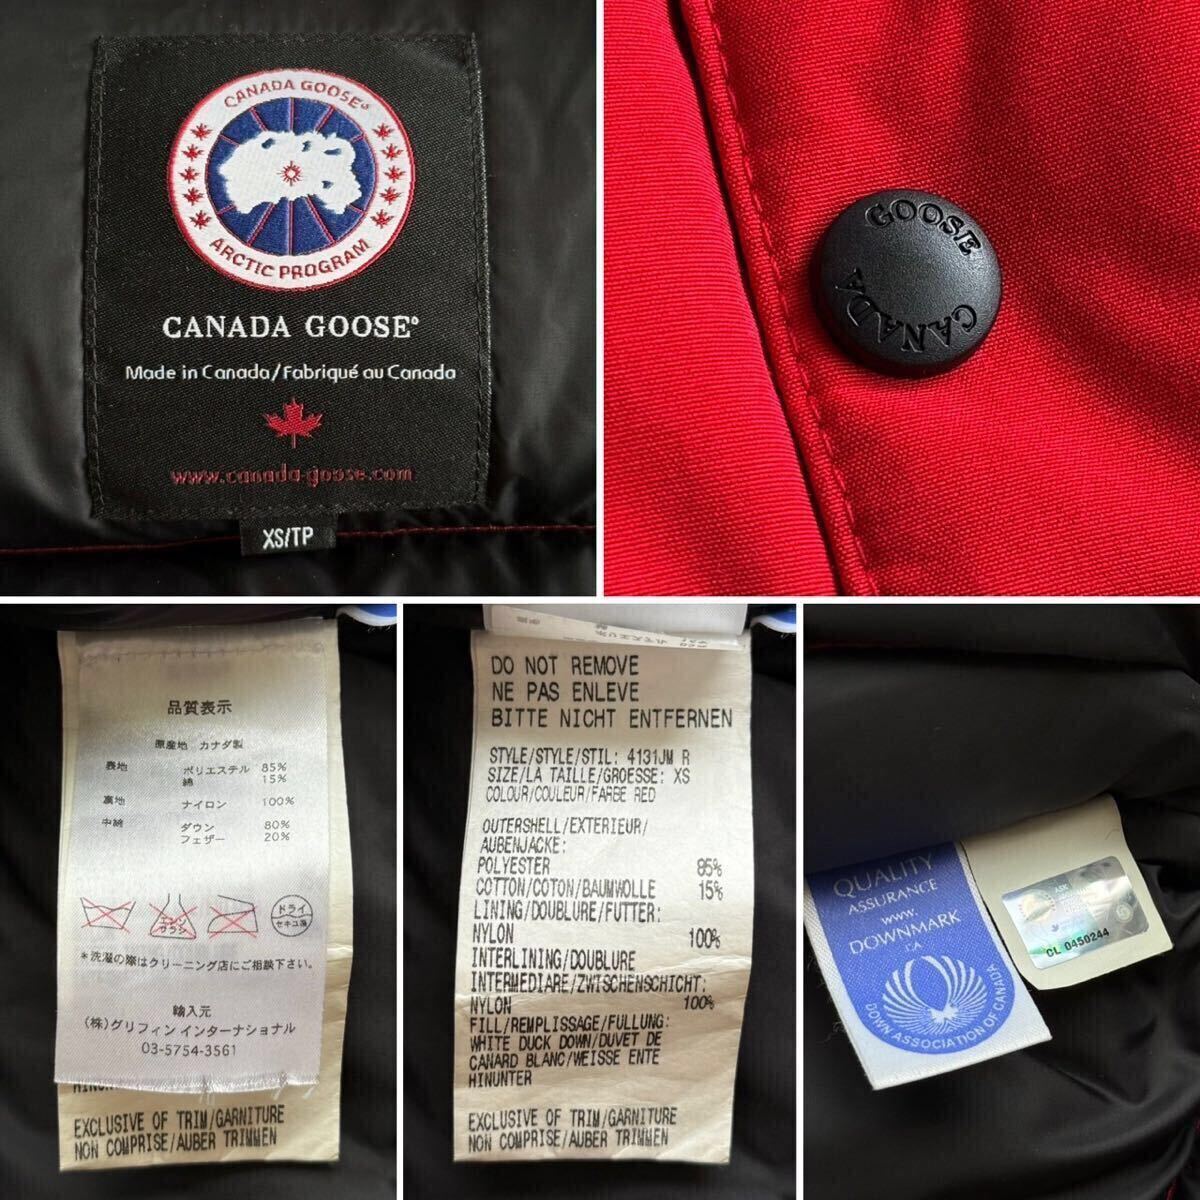 CANADA GOOSE
ARCTIC PROGRAM
CANADA GOOSE®
Made in Canada/Fabriqué au Canada
www.canada-goose.com
XS/TP
GOOSE
CANADA
品質表示
原産地 カナダ製
表地 ポリエステル 85%
綿 15%
裏地 ナイロン 100%
中綿 ダウン 80%
フェザー 20%
ドライ
セキユ系
*洗濯の際はクリーニング店にご相談下さい。
輸入元
(株)グリフィン インターナショナル
03-5754-3561
HINUNTER
EXCLUSIVE OF TRIM/GARNITURE
NON COMPRISE/AUBER TRIMMEN
DO NOT REMOVE
NE PAS ENLEVE
BITTE NICHT ENTFERNEN
STYLE/STYLE/STIL: 4131JM R
SIZE/LA TAILLE/GROESSE: XS
COLOUR/COULEUR/FARBE RED
OUTERSHELL/EXTERIEUR/
AUBENJACKE:
POLYESTER 85%
COTTON/COTON/BAUMWOLLE 15%
LINING/DOUBLURE/FUTTER:
NYLON 100%
INTERLINING/DOUBLURE
INTERMEDIARE/ZWISCHENSCHICHT:
NYLON 100%
FILL/REMPLISSAGE/FULLUNG:
WHITE DUCK DOWN/DUVET DE
CANARD BLANC/WEISSE ENTE
HINUNTER
EXCLUSIVE OF TRIM/GARNITURE
NON COMPRISE/AUBER TRIMMEN
QUALITY
ASSURANCE
www.
DOWNMARK
.CA
DOWN ASSOCIATION OF CANADA
CL 0450244